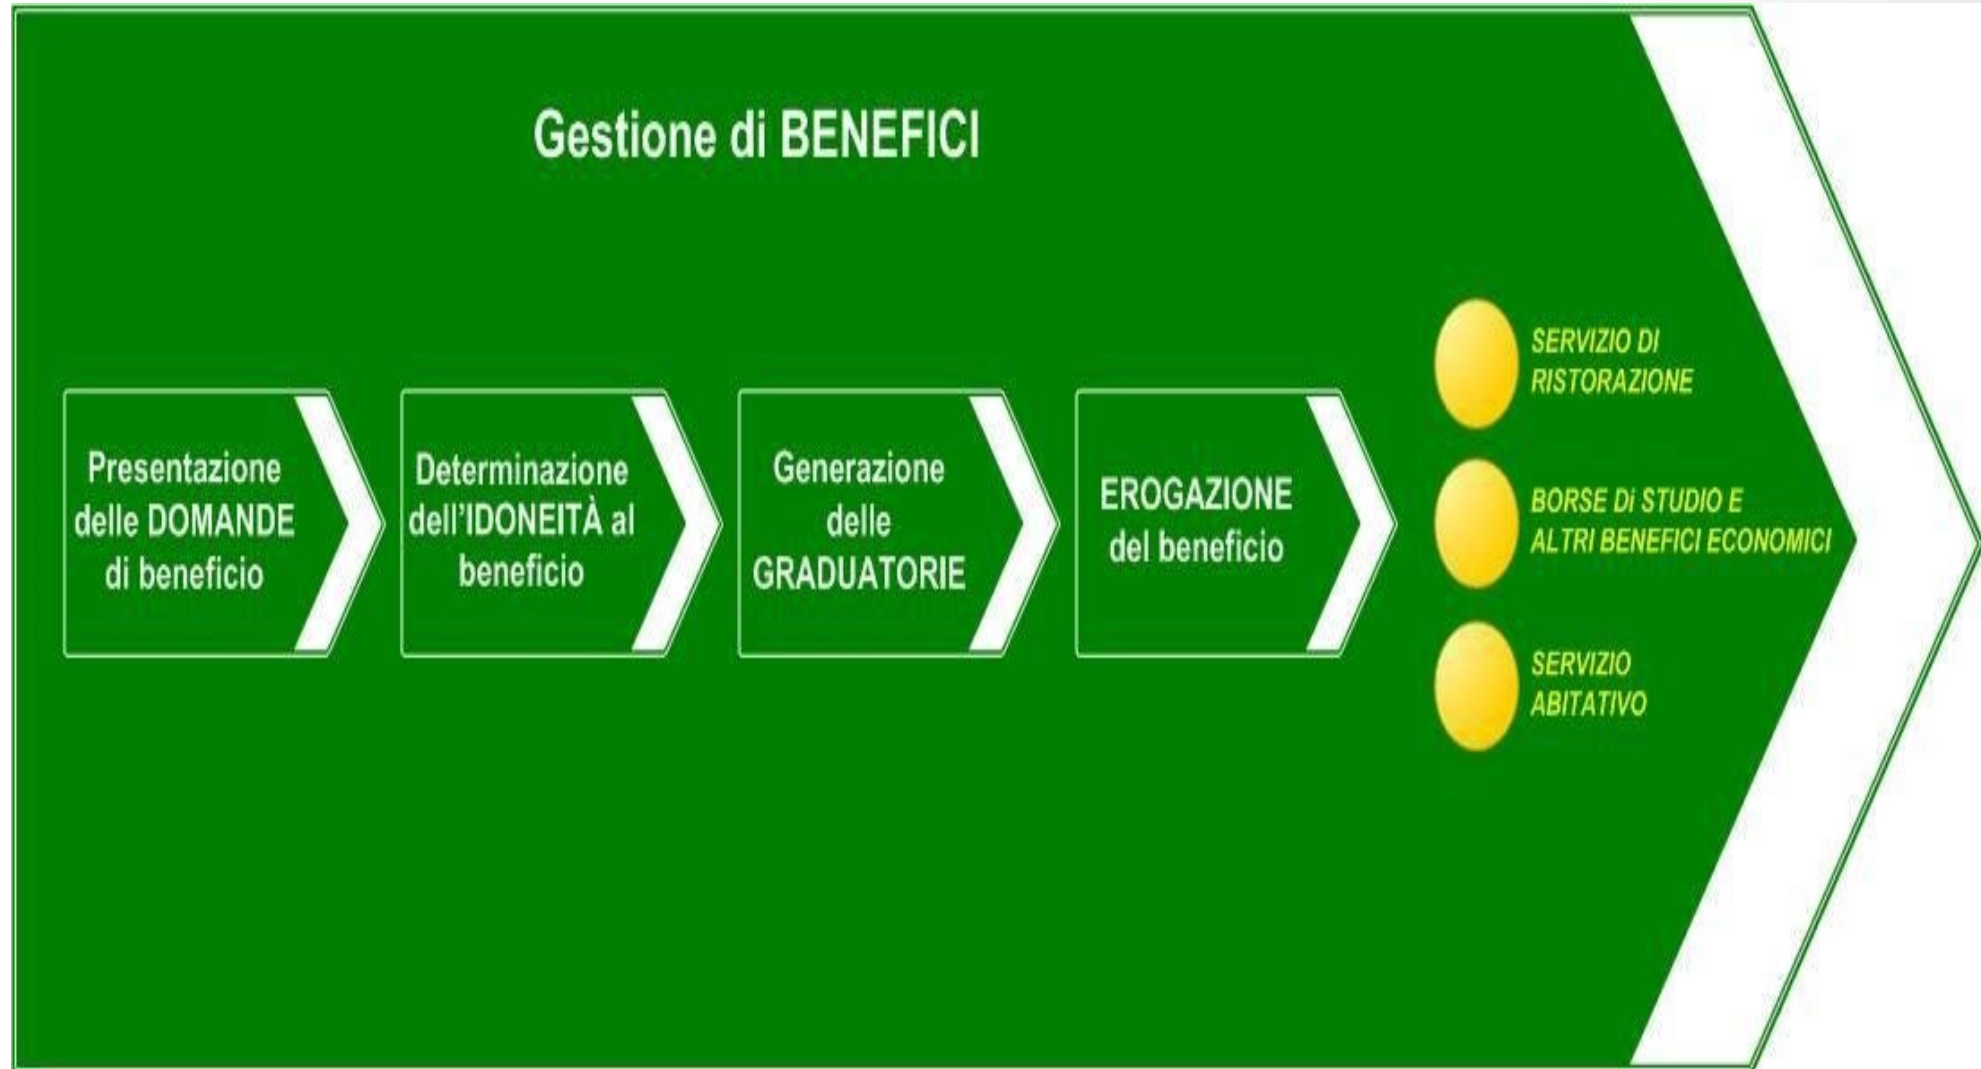 Gestione di BENEFICI
Presentazione
delle DOMANDE
di beneficio
Determinazione
dell'IDONEITÀ al
beneficio
Generazione
delle
GRADUATORIE
EROGAZIONE
del beneficio
SERVIZIO DI
RISTORAZIONE
BORSE Di STUDIO E
ALTRI BENEFICI ECONOMICI
SERVIZIO
ABITATIVO